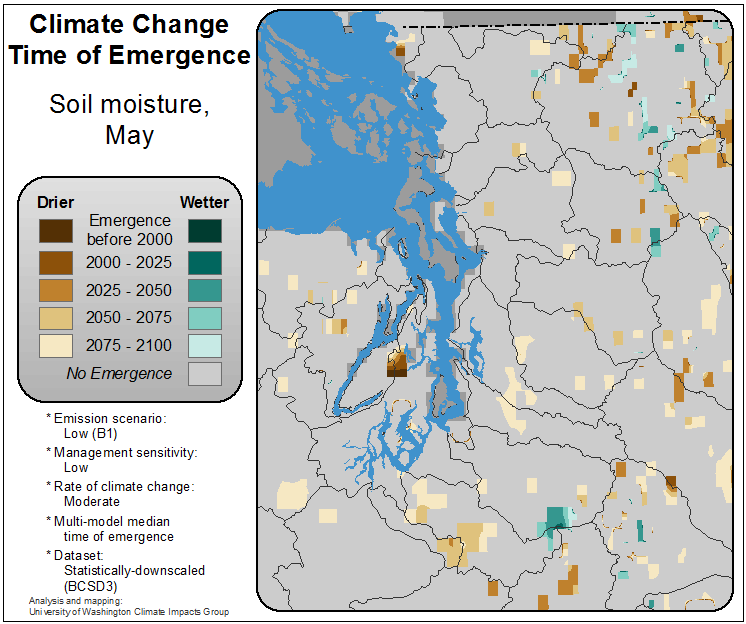 Climate Change
Time of Emergence
Soil moisture,
May
Drier
Wetter
Emergence
before 2000
2000 - 2025
2025 - 2050
2050 - 2075
2075 - 2100
No Emergence
* Emission scenario:
Low (B1)
* Management sensitivity:
Low
* Rate of climate change:
Moderate
* Multi-model median
time of emergence
* Dataset:
Statistically-downscaled
(BCSD3)
Analysis and mapping:
University of Washington Climate Impacts Group